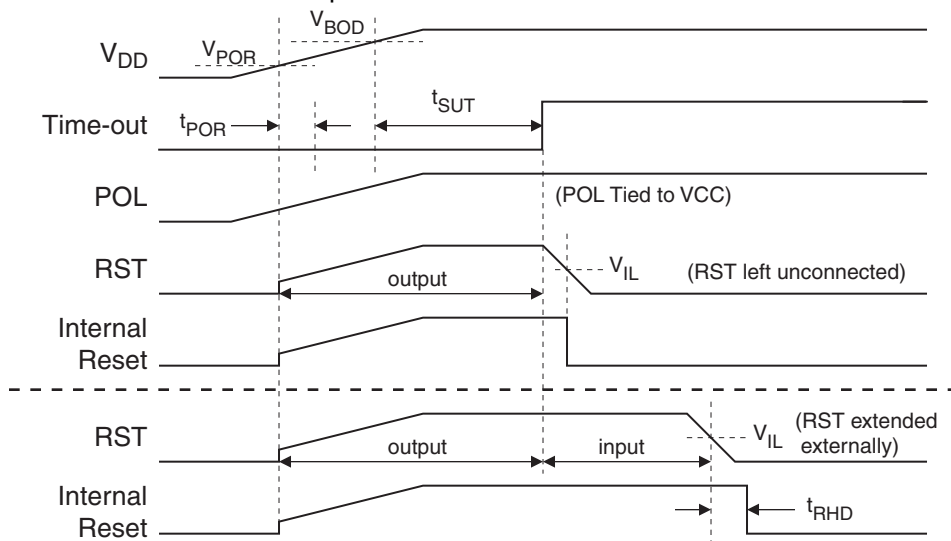 V_BOD
V_DD
V_POR
t_SUT
Time-out
t_POR
POL
(POL Tied to VCC)
RST
V_IL
(RST left unconnected)
output
Internal
Reset
RST
V_IL
(RST extended
externally)
output
input
Internal
Reset
t_RHD